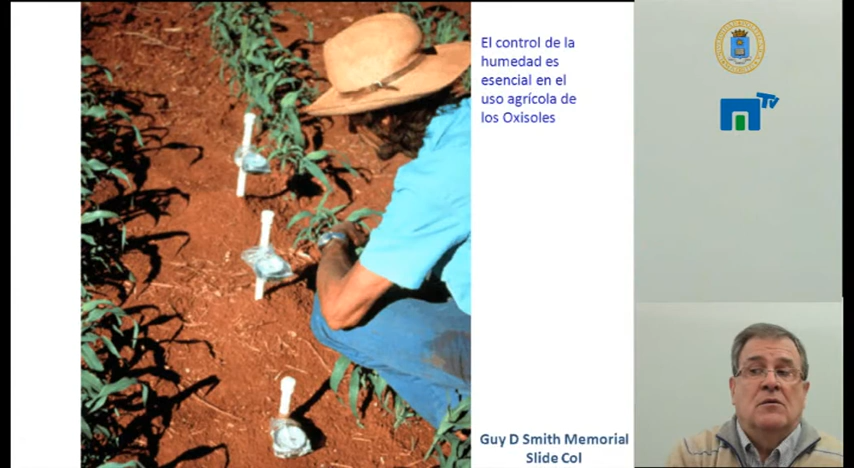 El control de la
humedad es
esencial en el
uso agrícola de
los Oxisoles
TV
Guy D Smith Memorial
Slide Col